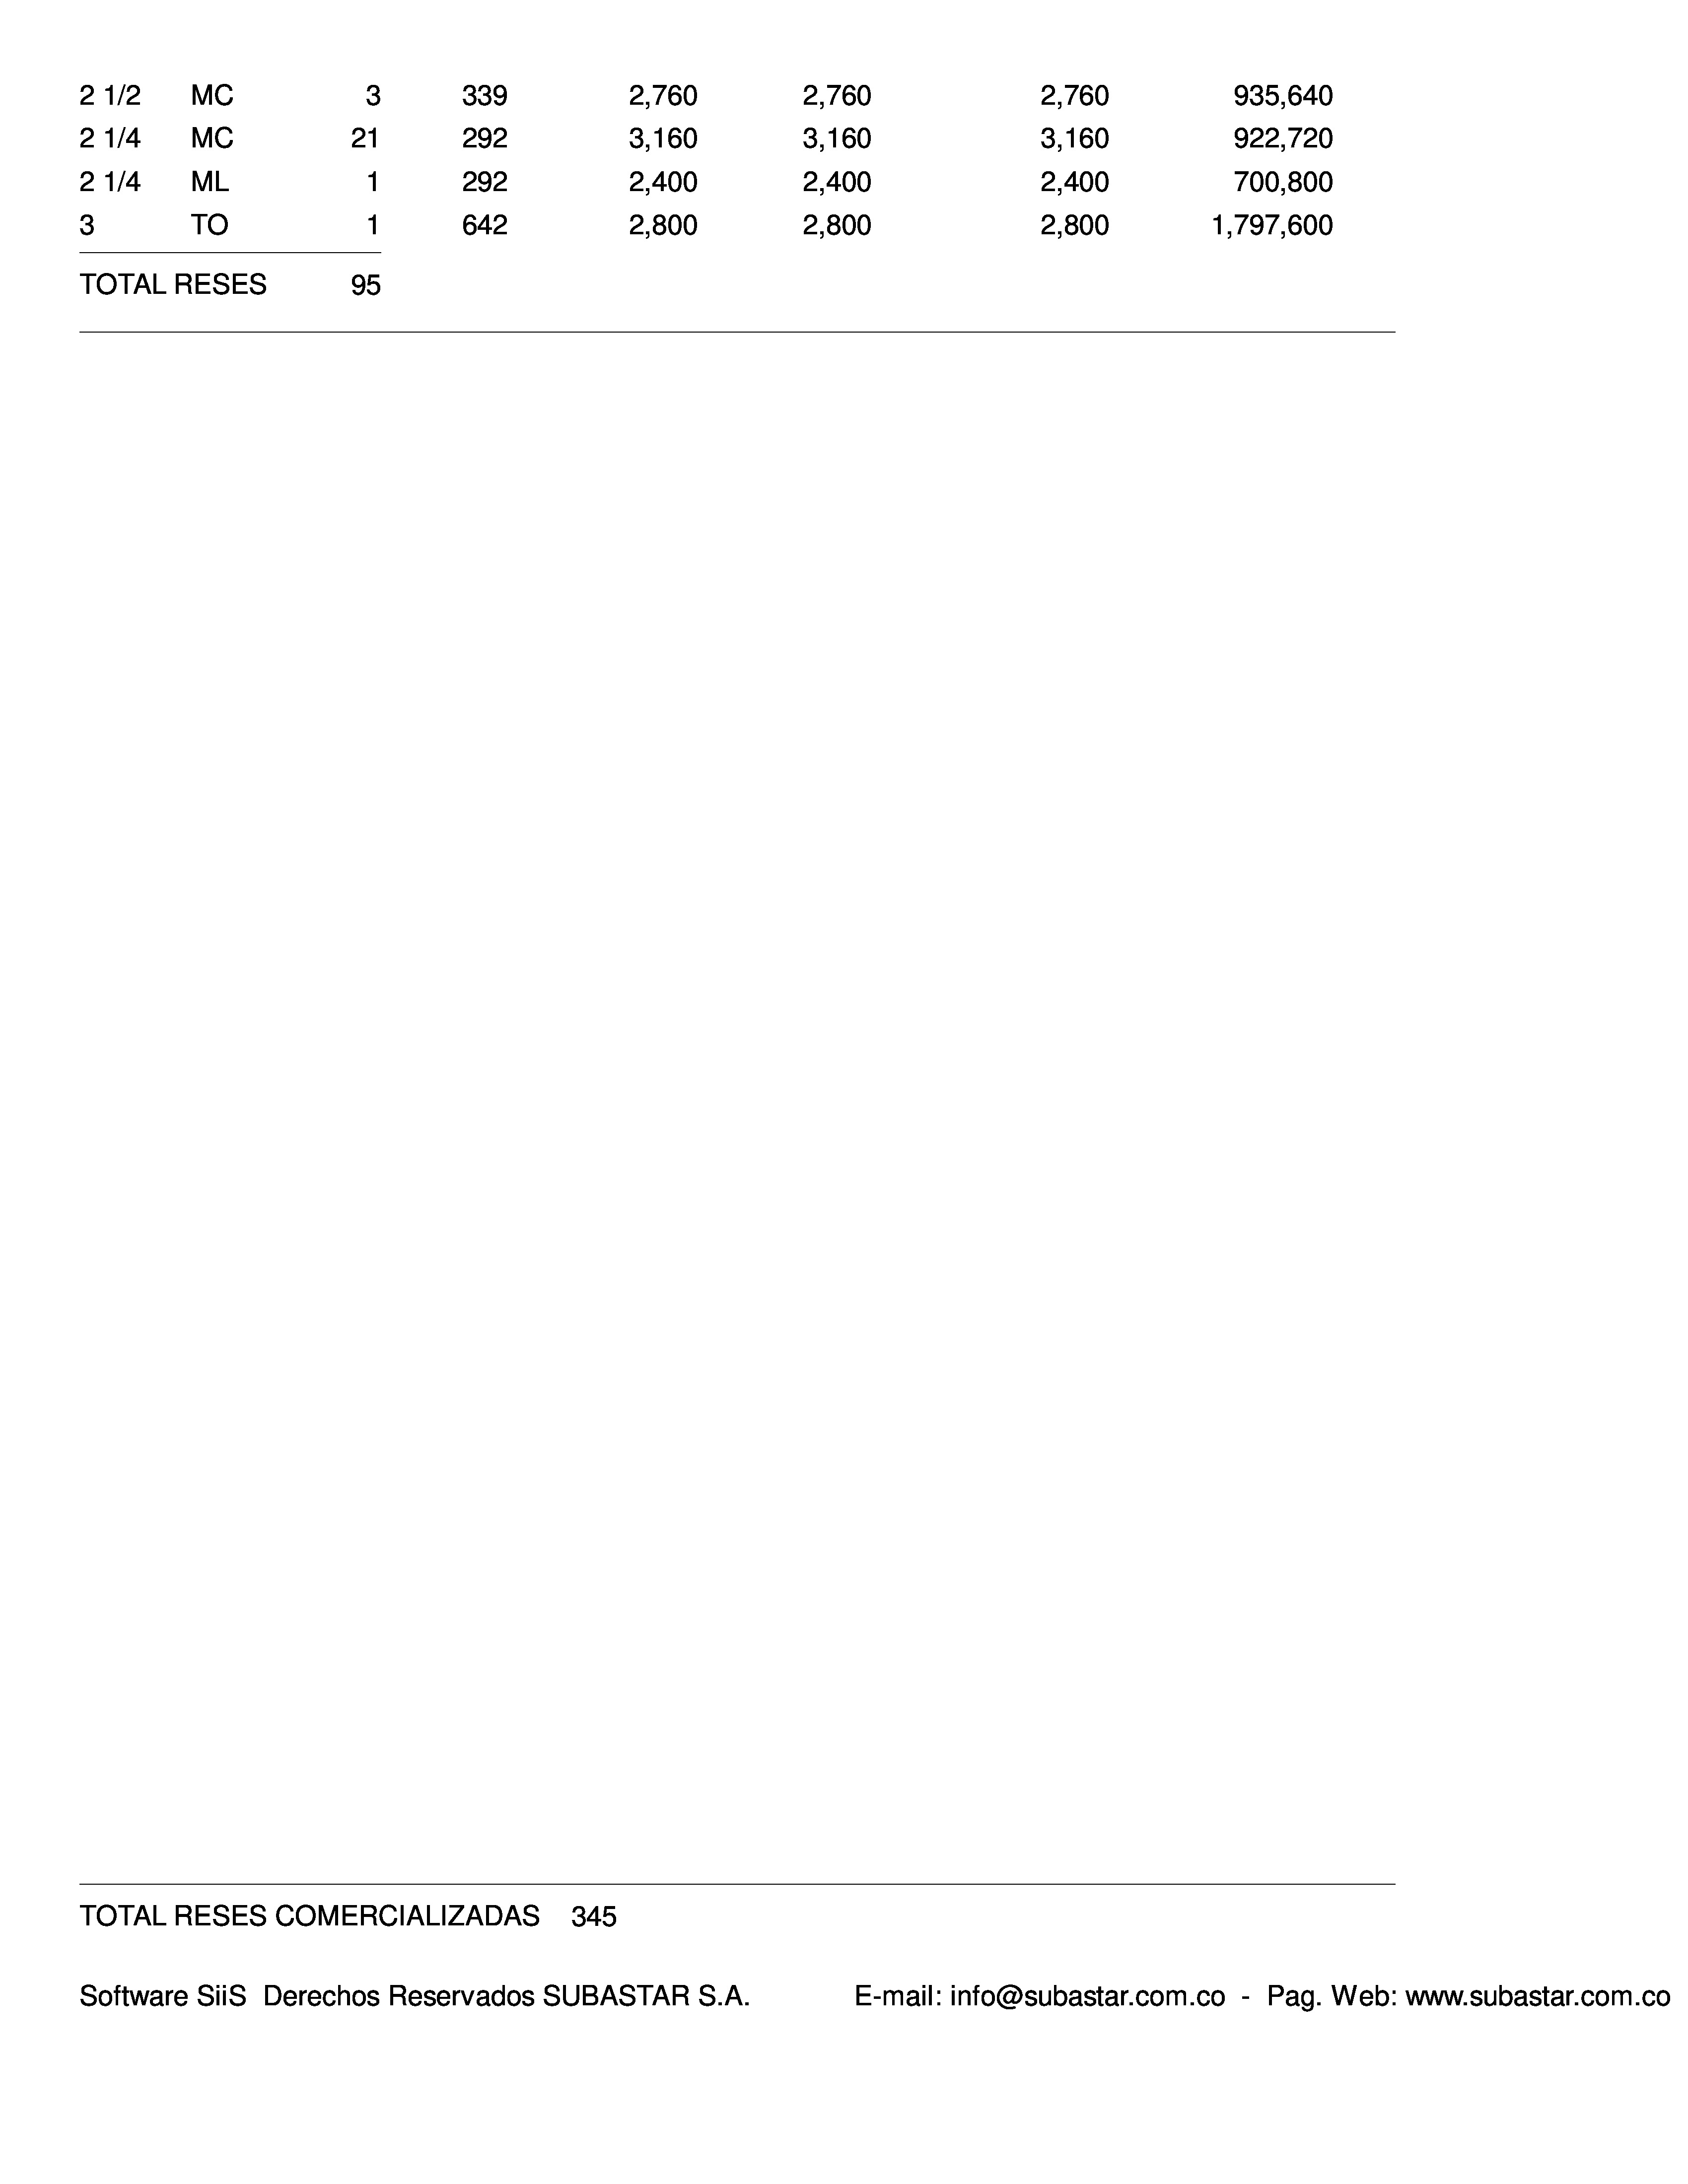 2 1/2 MC 3 339 2,760 2,760 2,760 935,640
2 1/4 MC 21 292 3,160 3,160 3,160 922,720
2 1/4 ML 1 292 2,400 2,400 2,400 700,800
3 TO 1 642 2,800 2,800 2,800 1,797,600
TOTAL RESES 95
TOTAL RESES COMERCIALIZADAS 345
Software SiiS Derechos Reservados SUBASTAR S.A. E-mail: info@subastar.com.co - Pag. Web: www.subastar.com.co